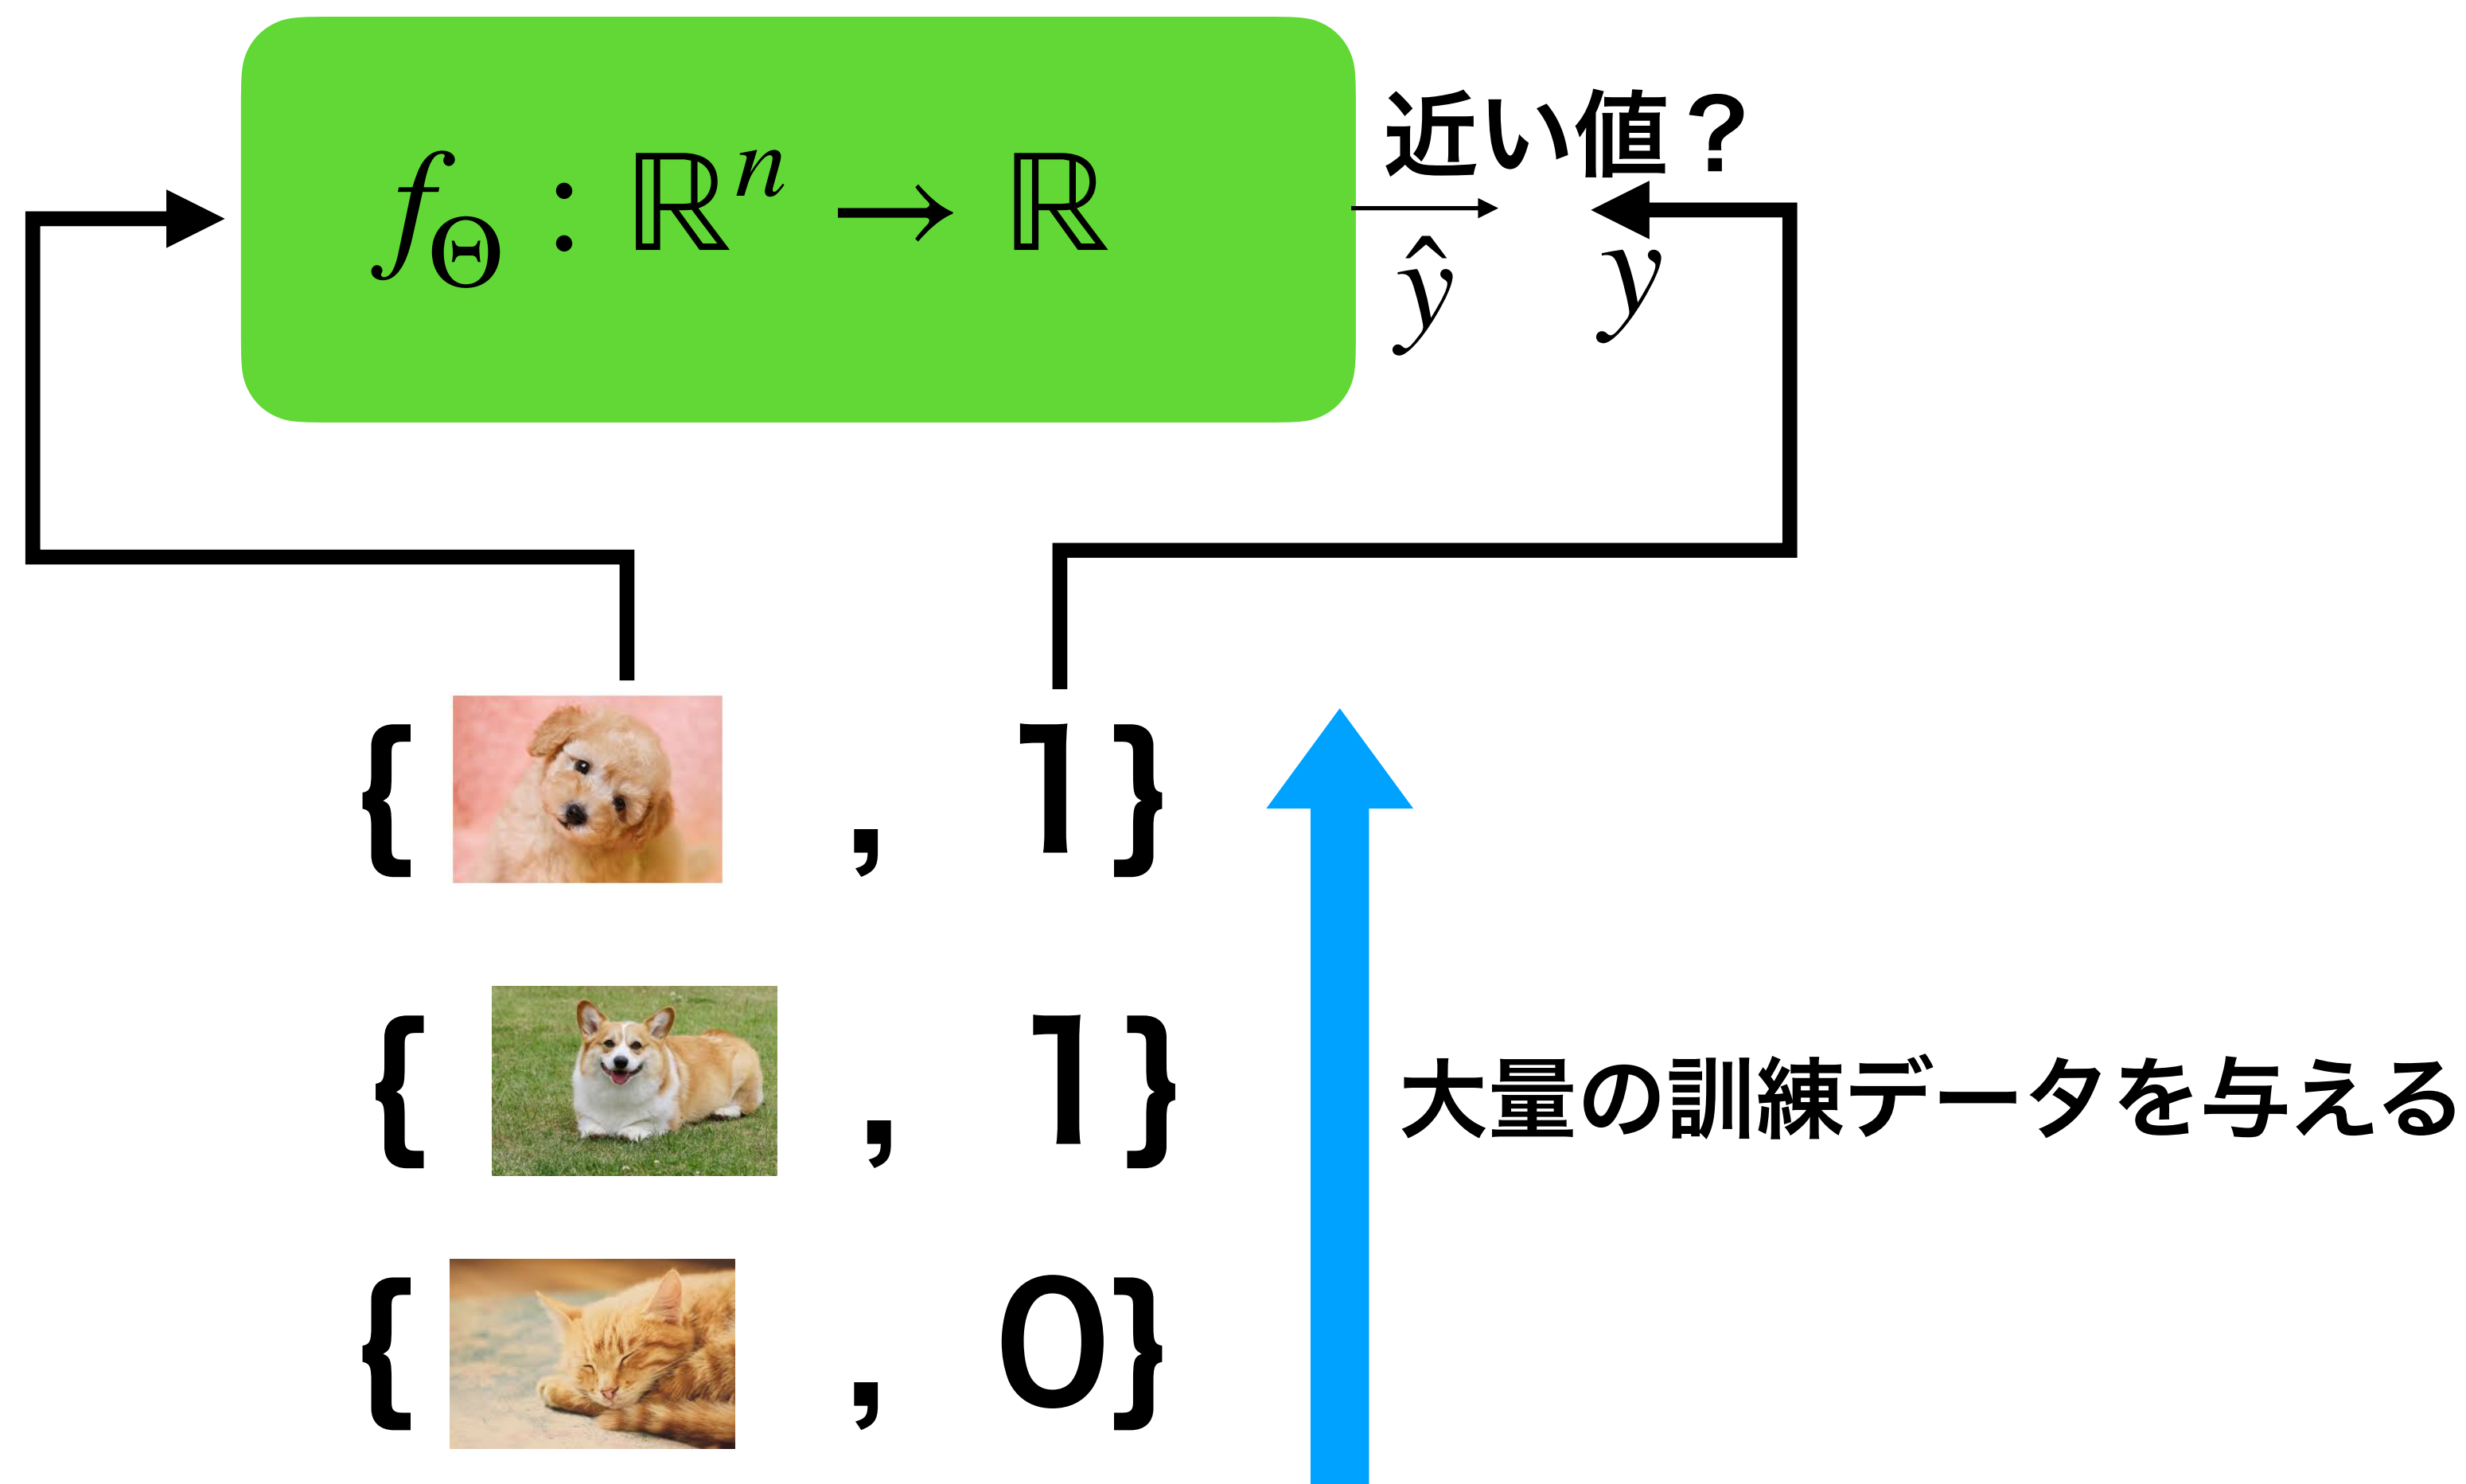 f_Θ : ℝ^n → ℝ
近い値？
ŷ
y
{ , 1}
{ , 1}
大量の訓練データを与える
{ , 0}